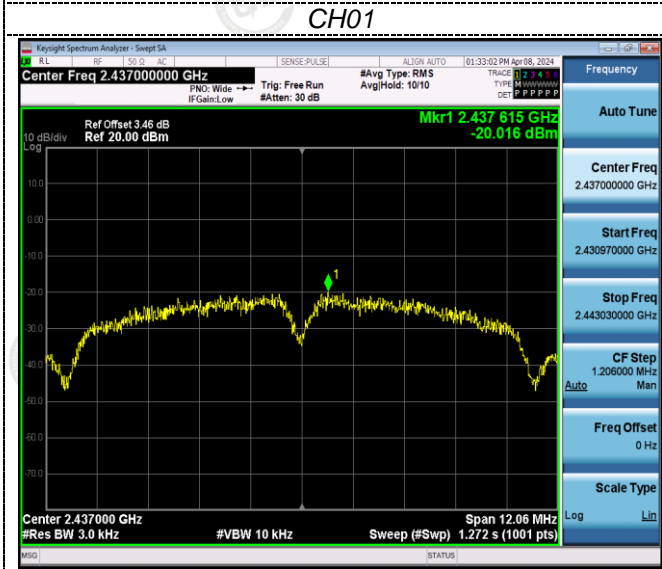 CH01
Keysight Spectrum Analyzer - Swept SA
RL RF 50 Ω AC SENSE:PULSE ALIGN AUTO 01:33:02 PM Apr 08, 2024
Center Freq 2.437000000 GHz #Avg Type: RMS TRACE 1 2 3 4 5 6
PNO: Wide Trig: Free Run Avg|Hold: 10/10 TYPE MWWWWW
IFGain:Low #Atten: 30 dB DET P P P P P P
Mkr1 2.437 615 GHz
-20.016 dBm
Ref Offset 3.46 dB
10 dB/div Ref 20.00 dBm
Log
10.0
0.00
-10.0
-20.0
-30.0
-40.0
-50.0
-60.0
-70.0
1
Center 2.437000 GHz Span 12.06 MHz
#Res BW 3.0 kHz #VBW 10 kHz Sweep (#Swp) 1.272 s (1001 pts)
MSG STATUS
Frequency
Auto Tune
Center Freq
2.437000000 GHz
Start Freq
2.430970000 GHz
Stop Freq
2.443030000 GHz
CF Step
1.206000 MHz
Auto Man
Freq Offset
0 Hz
Scale Type
Log Lin